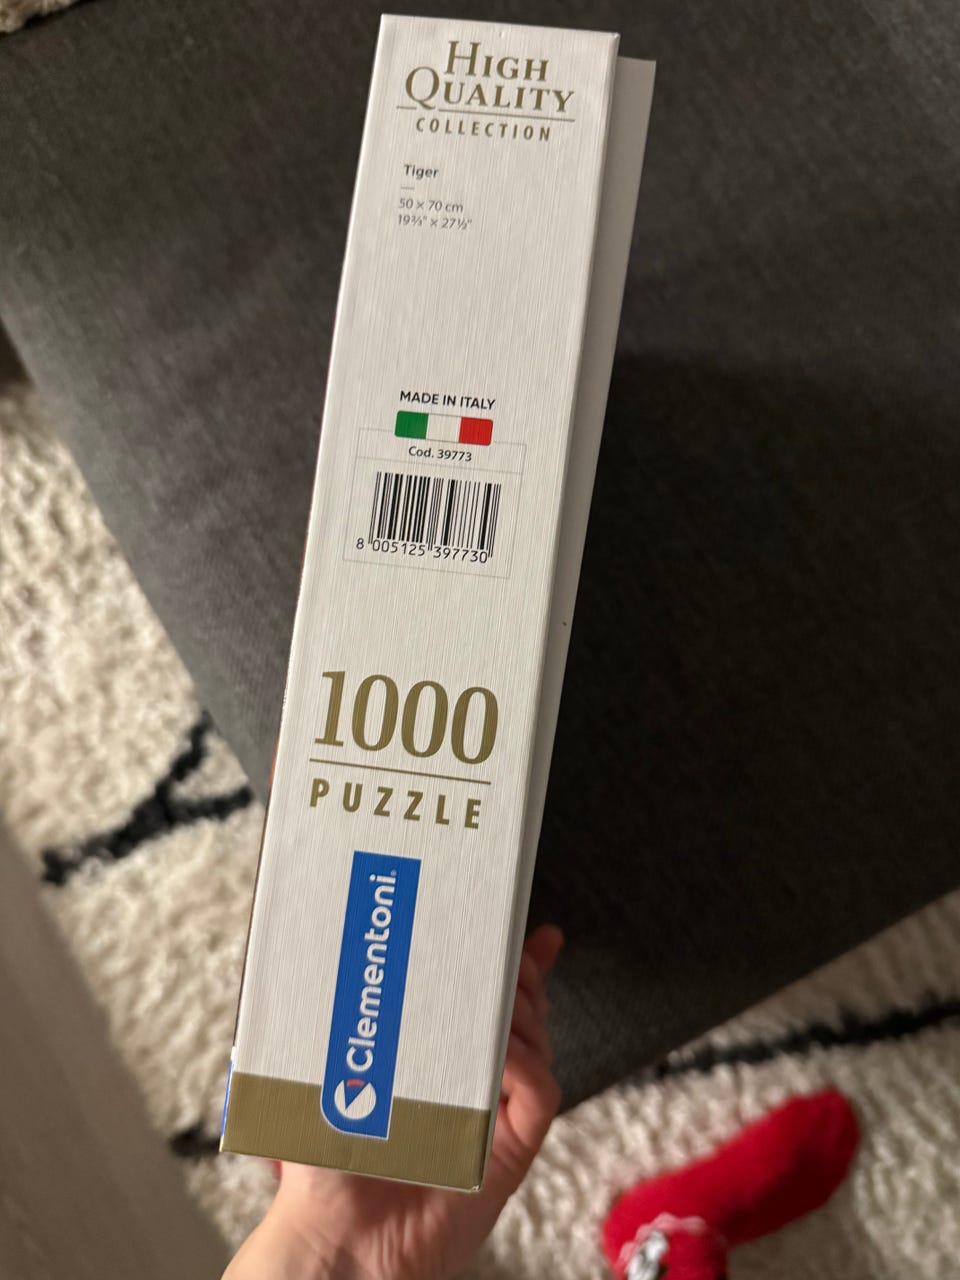 HIGH
QUALITY
COLLECTION
Tiger
50 x 70 cm
19¾" x 27½"
MADE IN ITALY
Cod. 39773
8 005125 397730
1000
PUZZLE
Clementoni®